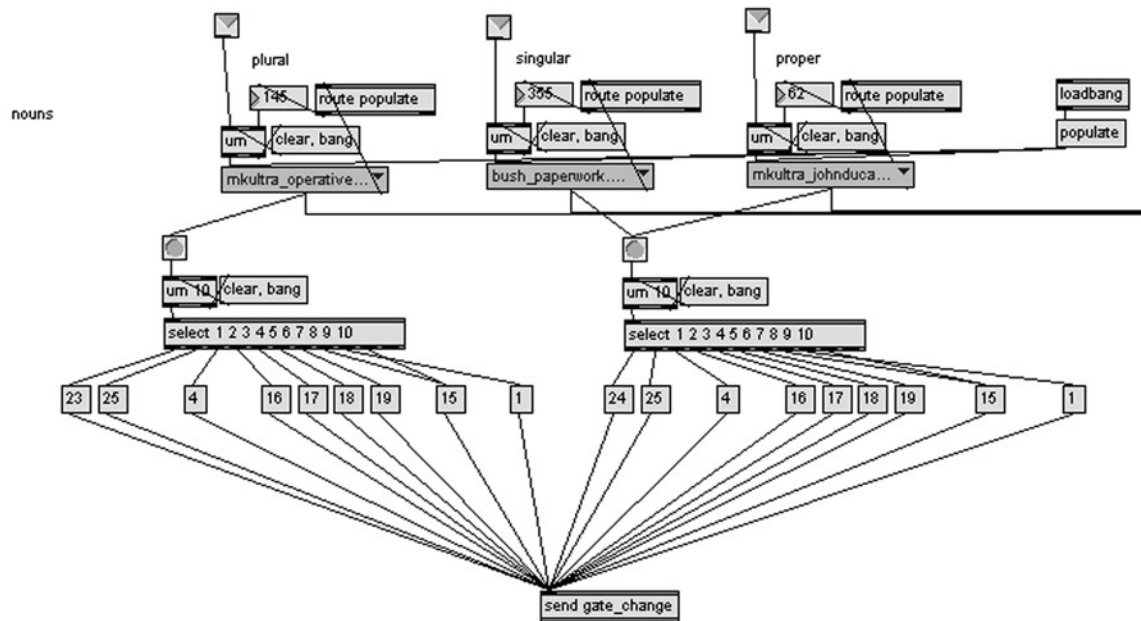 plural
singular
proper
145
route populate
355
route populate
62
route populate
loadbang
nouns
um
clear, bang
um
clear, bang
um
clear, bang
populate
mkultra_operative...
bush_paperwork....
mkultra_johnduca...
um 10
clear, bang
um 10
clear, bang
select 1 2 3 4 5 6 7 8 9 10
select 1 2 3 4 5 6 7 8 9 10
23
25
4
16
17
18
19
15
1
24
25
4
16
17
18
19
15
1
send gate_change